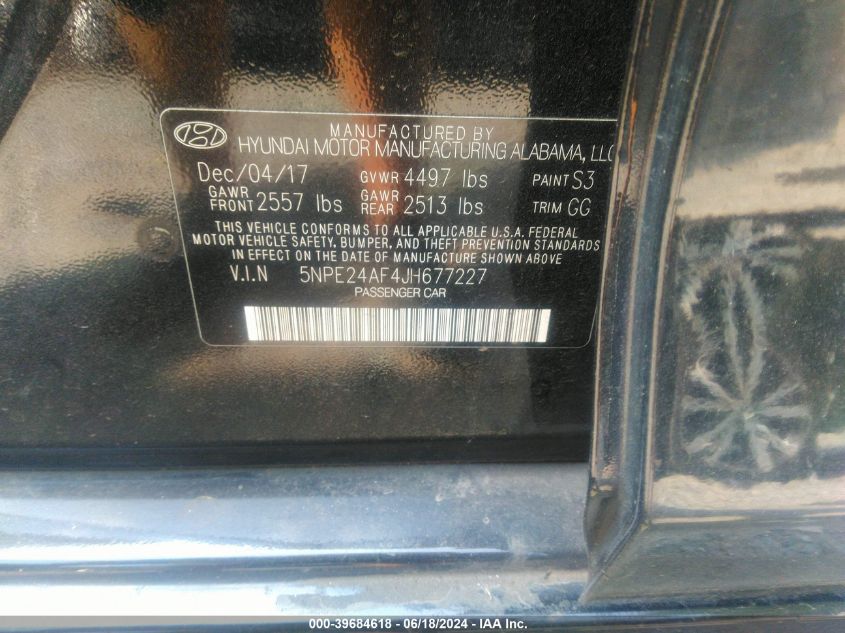 MANUFACTURED BY
HYUNDAI MOTOR MANUFACTURING ALABAMA, LLC
Dec/04/17 GVWR 4497 lbs PAINT S3
GAWR FRONT 2557 lbs GAWR REAR 2513 lbs TRIM GG
THIS VEHICLE CONFORMS TO ALL APPLICABLE U.S.A. FEDERAL
MOTOR VEHICLE SAFETY, BUMPER, AND THEFT PREVENTION STANDARDS
IN EFFECT ON THE DATE OF MANUFACTURE SHOWN ABOVE
V.I.N 5NPE24AF4JH677227
PASSENGER CAR
000-39684618 - 06/18/2024 - IAA Inc.